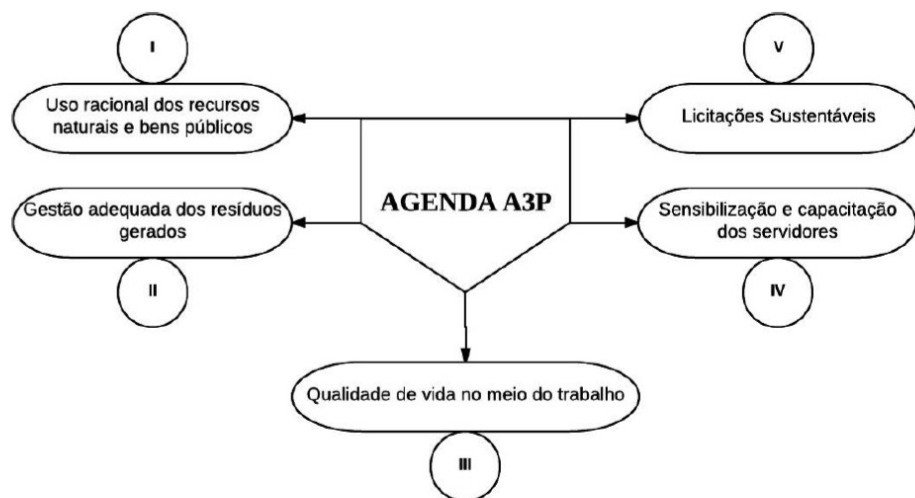 I
Uso racional dos recursos
naturais e bens públicos
V
Licitações Sustentáveis
AGENDA A3P
Gestão adequada dos resíduos
gerados
II
Sensibilização e capacitação
dos servidores
IV
Qualidade de vida no meio do trabalho
III